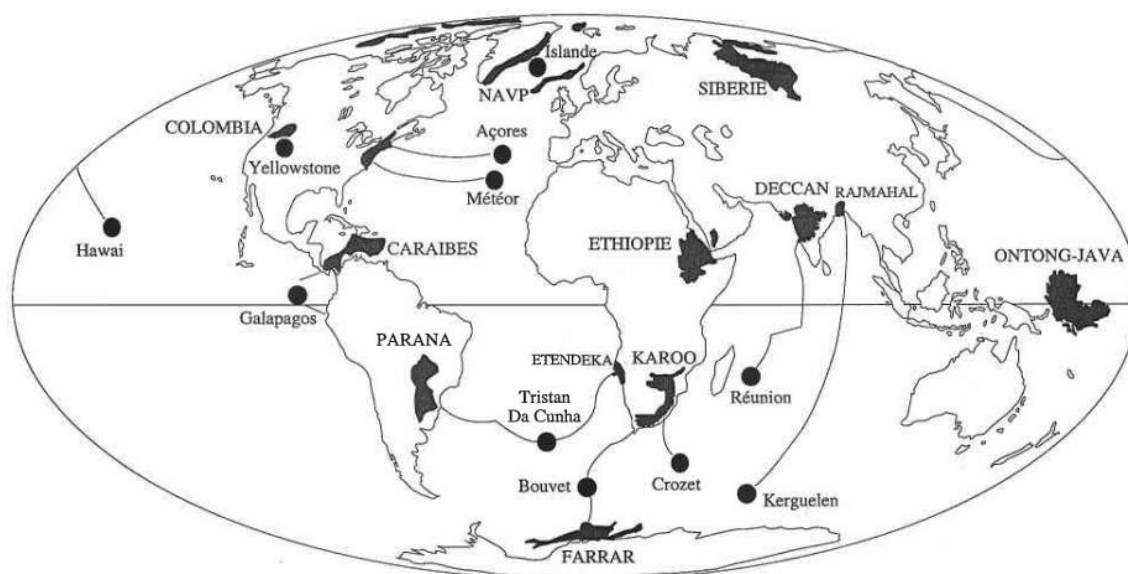 Islande
NAVP
SIBERIE
COLOMBIA
Yellowstone
Açores
Météor
DECCAN
RAJMAHAL
Hawai
CARAIBES
ETHIOPIE
ONTONG-JAVA
Galapagos
PARANA
ETENDEKA
KAROO
Tristan
Da Cunha
Réunion
Bouvet
Crozet
Kerguelen
FARRAR